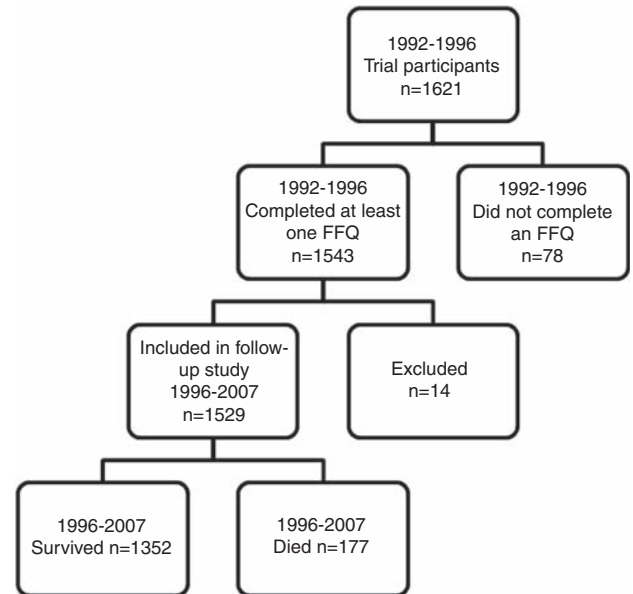 1992-1996
Trial participants
n=1621
1992-1996
Completed at least
one FFQ
n=1543
1992-1996
Did not complete
an FFQ
n=78
Included in follow-
up study
1996-2007
n=1529
Excluded
n=14
1996-2007
Survived n=1352
1996-2007
Died n=177